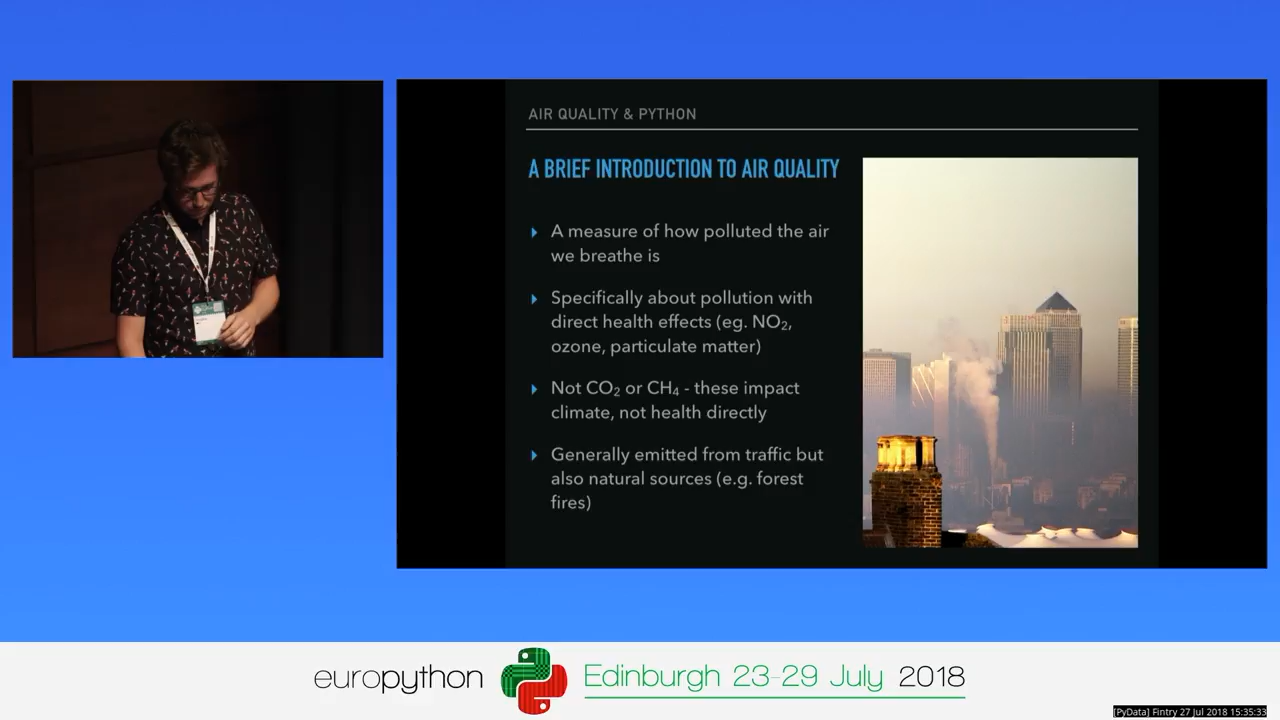 AIR QUALITY & PYTHON
A BRIEF INTRODUCTION TO AIR QUALITY
A measure of how polluted the air
we breathe is
Specifically about pollution with
direct health effects (eg. NO₂,
ozone, particulate matter)
Not CO₂ or CH₄ - these impact
climate, not health directly
Generally emitted from traffic but
also natural sources (e.g. forest
fires)
europython Edinburgh 23-29 July 2018
[PyData] Fintry 27 Jul 2018 15:35:33